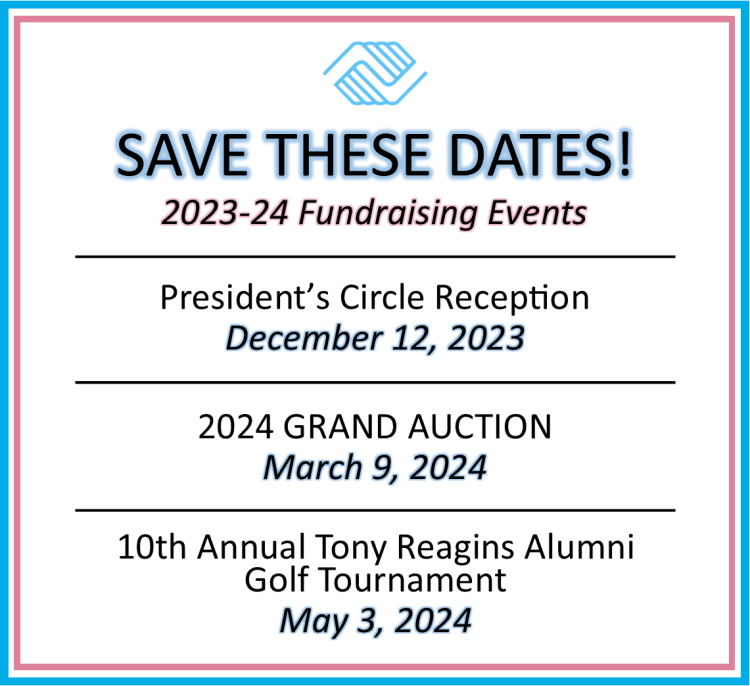 SAVE THESE DATES!
2023-24 Fundraising Events
President’s Circle Reception
December 12, 2023
2024 GRAND AUCTION
March 9, 2024
10th Annual Tony Reagins Alumni
Golf Tournament
May 3, 2024